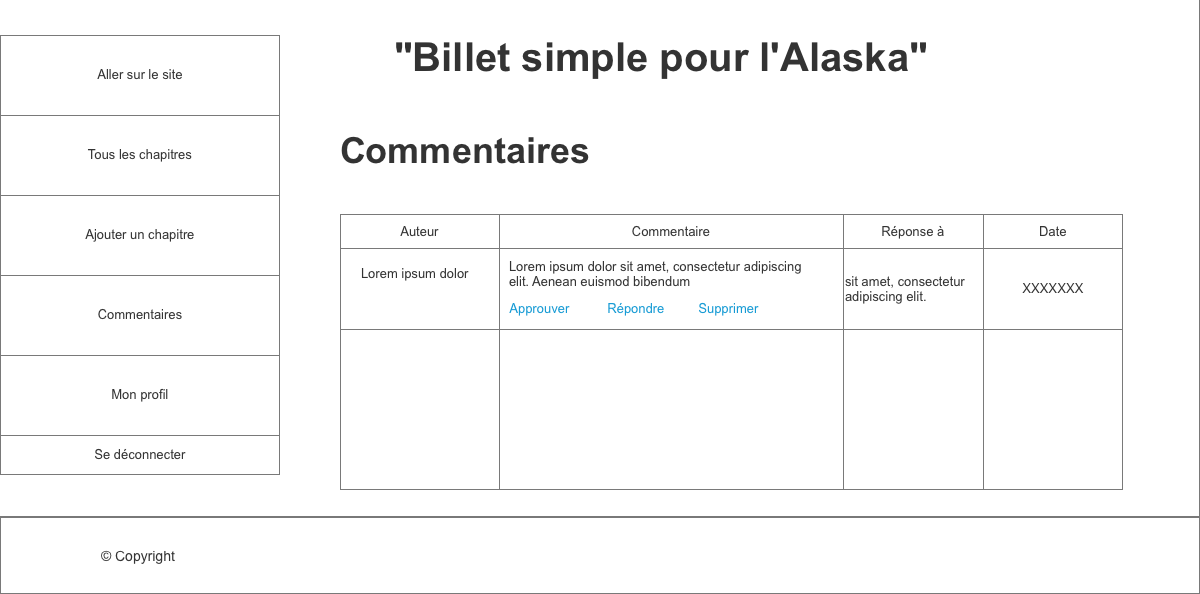 "Billet simple pour l'Alaska"
Aller sur le site
Tous les chapitres
Ajouter un chapitre
Commentaires
Mon profil
Se déconnecter
Commentaires
Auteur Commentaire Réponse à Date
Lorem ipsum dolor
Lorem ipsum dolor sit amet, consectetur adipiscing
elit. Aenean euismod bibendum
Approuver Répondre Supprimer
sit amet, consectetur
adipiscing elit.
XXXXXXX
© Copyright